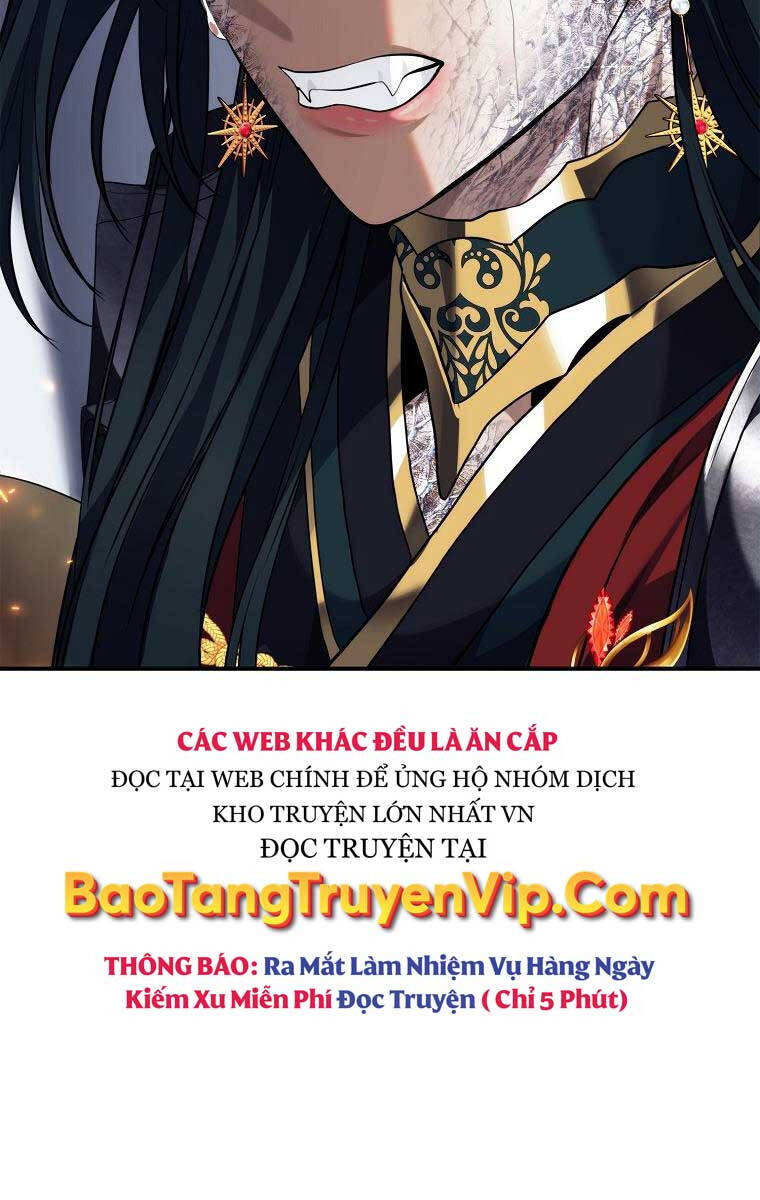 CÁC WEB KHÁC ĐỀU LÀ ĂN CẮP
ĐỌC TẠI WEB CHÍNH ĐỂ ỦNG HỘ NHÓM DỊCH
KHO TRUYỆN LỚN NHẤT VN
ĐỌC TRUYỆN TẠI
BaoTangTruyenVip.Com
THÔNG BÁO: Ra Mắt Làm Nhiệm Vụ Hàng Ngày
Kiếm Xu Miễn Phí Đọc Truyện ( Chỉ 5 Phút)